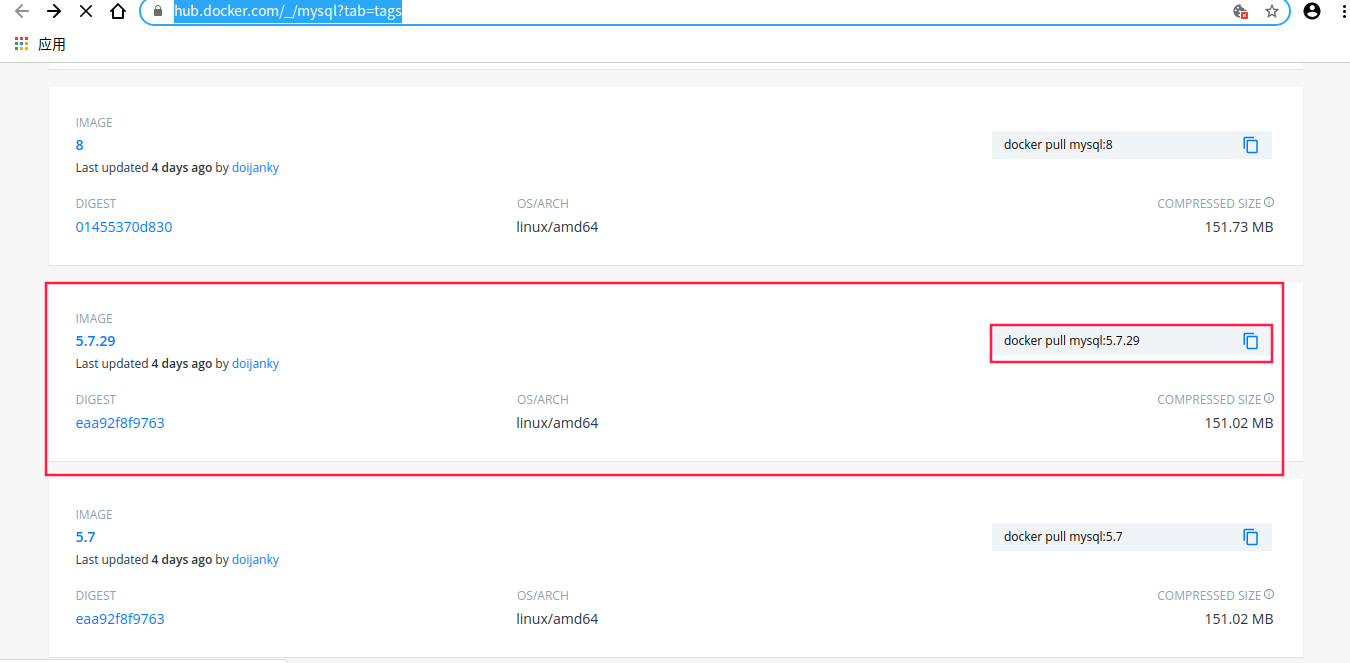 hub.docker.com/_/mysql?tab=tags
应用
IMAGE
8
docker pull mysql:8
Last updated 4 days ago by doijanky
DIGEST OS/ARCH COMPRESSED SIZE
01455370d830 linux/amd64 151.73 MB
IMAGE
5.7.29
docker pull mysql:5.7.29
Last updated 4 days ago by doijanky
DIGEST OS/ARCH COMPRESSED SIZE
eaa92f8f9763 linux/amd64 151.02 MB
IMAGE
5.7
docker pull mysql:5.7
Last updated 4 days ago by doijanky
DIGEST OS/ARCH COMPRESSED SIZE
eaa92f8f9763 linux/amd64 151.02 MB